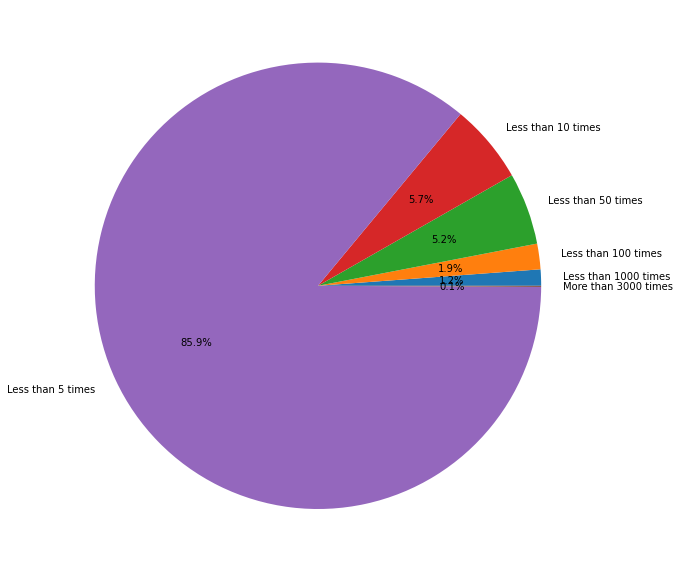 Less than 10 times
5.7%
Less than 50 times
5.2%
Less than 100 times
1.9%
Less than 1000 times
1.2%
More than 3000 times
0.1%
85.9%
Less than 5 times